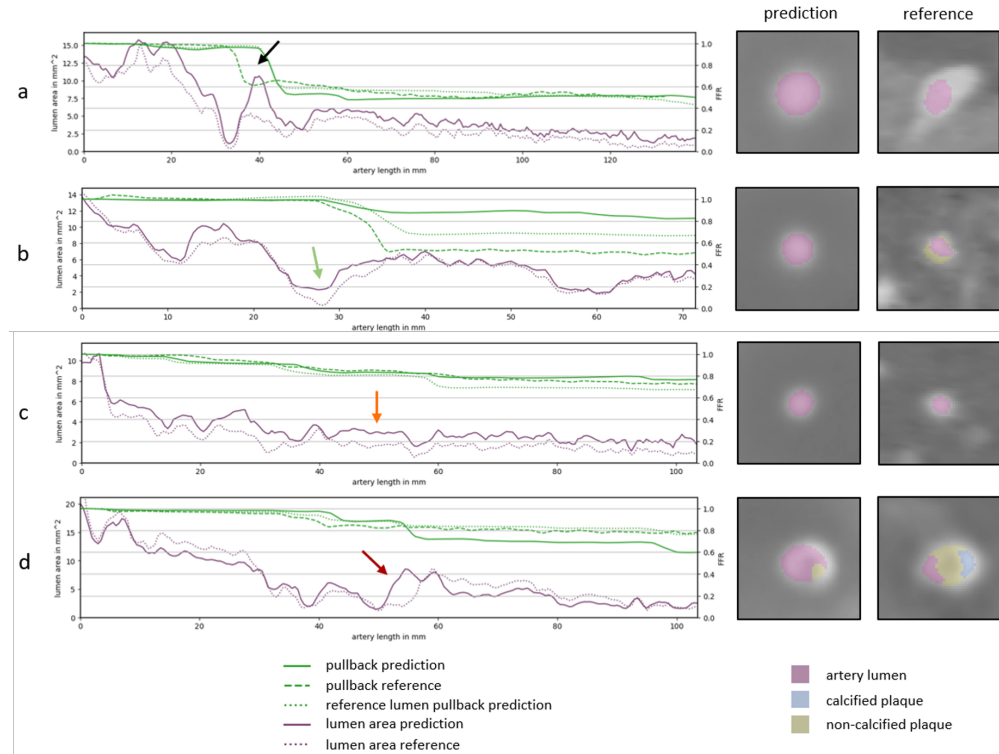 prediction
reference
a
lumen area in mm^2
15.0
12.5
10.0
7.5
5.0
2.5
0.0
0
20
40
60
80
100
120
artery length in mm
1.0
0.8
0.6
0.4
0.2
0.0
FFR
b
lumen area in mm^2
14
12
10
8
6
4
2
0
0
10
20
30
40
50
60
70
artery length in mm
1.0
0.8
0.6
0.4
0.2
0.0
FFR
c
lumen area in mm^2
10
8
6
4
2
0
0
20
40
60
80
100
artery length in mm
1.0
0.8
0.6
0.4
0.2
0.0
FFR
d
lumen area in mm^2
20
15
10
5
0
0
20
40
60
80
100
artery length in mm
1.0
0.8
0.6
0.4
0.2
0.0
FFR
pullback prediction
pullback reference
reference lumen pullback prediction
lumen area prediction
lumen area reference
artery lumen
calcified plaque
non-calcified plaque